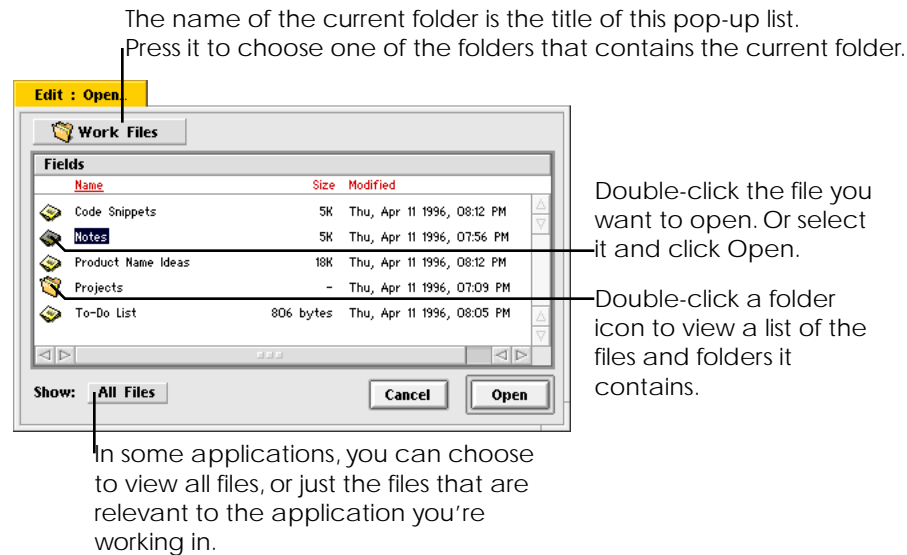 The name of the current folder is the title of this pop-up list.
Press it to choose one of the folders that contains the current folder.
Edit : Open..
Work Files
Fields
Name Size Modified
Code Snippets 5K Thu, Apr 11 1996, 08:12 PM
Notes 5K Thu, Apr 11 1996, 07:56 PM
Product Name Ideas 18K Thu, Apr 11 1996, 08:12 PM
Projects – Thu, Apr 11 1996, 07:09 PM
To-Do List 806 bytes Thu, Apr 11 1996, 08:05 PM
Show: All Files
Cancel Open
Double-click the file you
want to open. Or select
it and click Open.
Double-click a folder
icon to view a list of the
files and folders it
contains.
In some applications, you can choose
to view all files, or just the files that are
relevant to the application you're
working in.